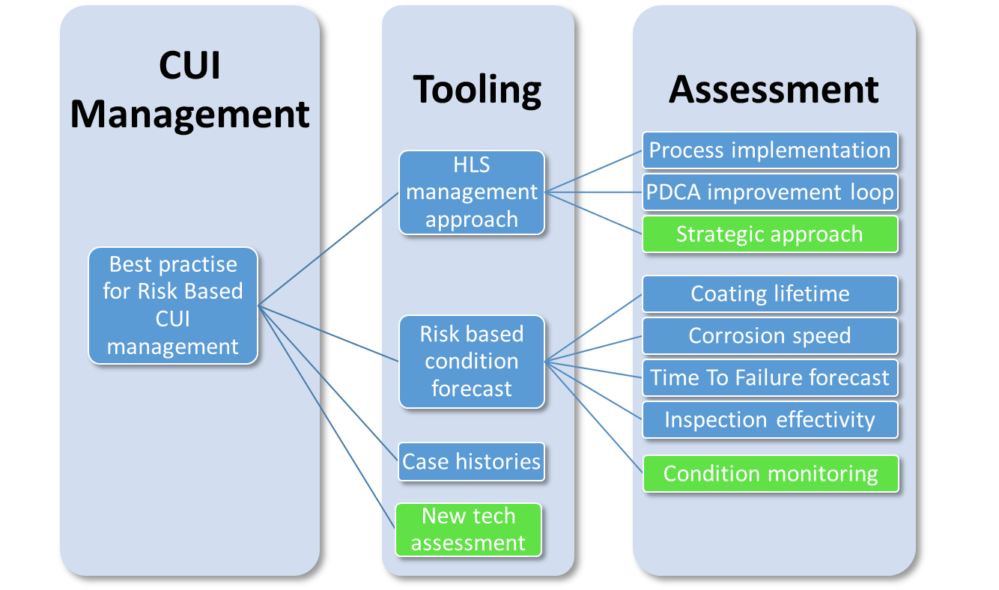 CUI
Management
Tooling
Assessment
Best practise
for Risk Based
CUI
management
HLS
management
approach
Risk based
condition
forecast
Case histories
New tech
assessment
Process implementation
PDCA improvement loop
Strategic approach
Coating lifetime
Corrosion speed
Time To Failure forecast
Inspection effectivity
Condition monitoring